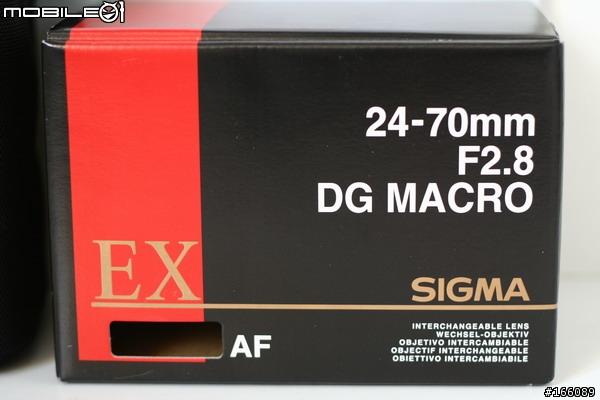 MOBILE01
24-70mm
F2.8
DG MACRO
EX
SIGMA
AF
INTERCHANGEABLE LENS
WECHSEL-OBJEKTIV
OBJETIVO INTERCAMBIABLE
OBJECTIF INTERCHANGEABLE
OBIETTIVO INTERCAMBIABILE
#166089